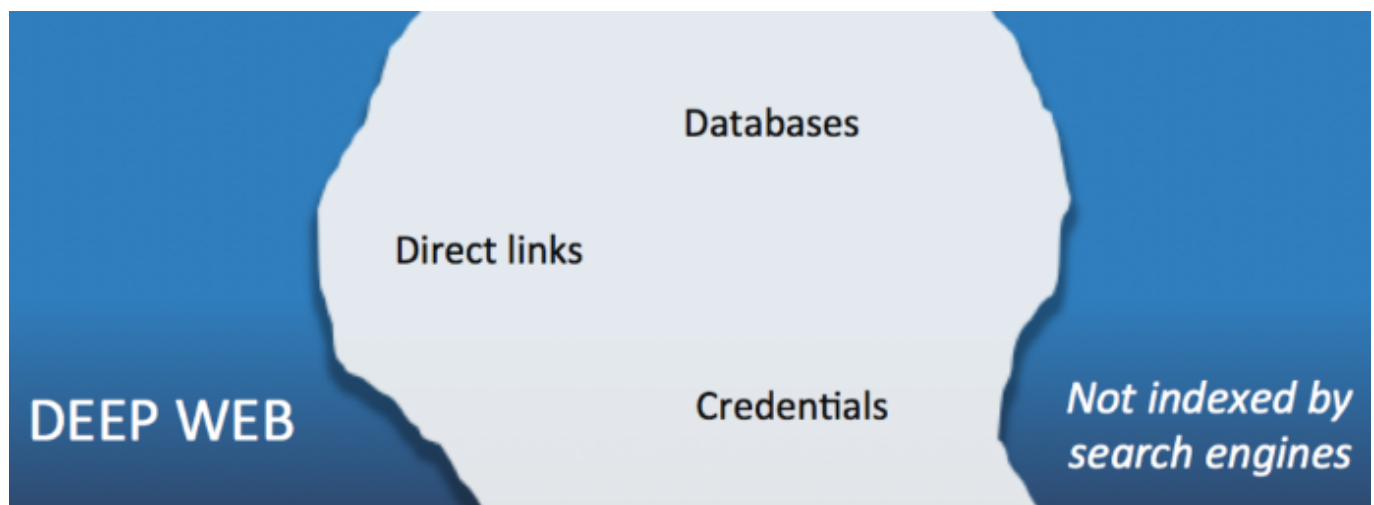 Databases
Direct links
Credentials
DEEP WEB
Not indexed by
search engines